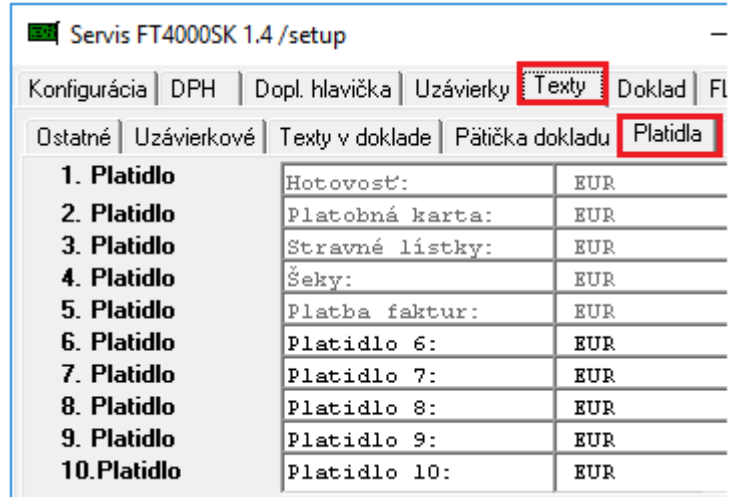 Servis FT4000SK 1.4 /setup
Konfigurácia DPH Dopl. hlavička Uzávierky Texty Doklad
Ostatné Uzávierkové Texty v doklade Pätička dokladu Platidla
1. Platidlo Hotovosť: EUR
2. Platidlo Platobná karta: EUR
3. Platidlo Stravné lístky: EUR
4. Platidlo Šeky: EUR
5. Platidlo Platba faktur: EUR
6. Platidlo Platidlo 6: EUR
7. Platidlo Platidlo 7: EUR
8. Platidlo Platidlo 8: EUR
9. Platidlo Platidlo 9: EUR
10.Platidlo Platidlo 10: EUR